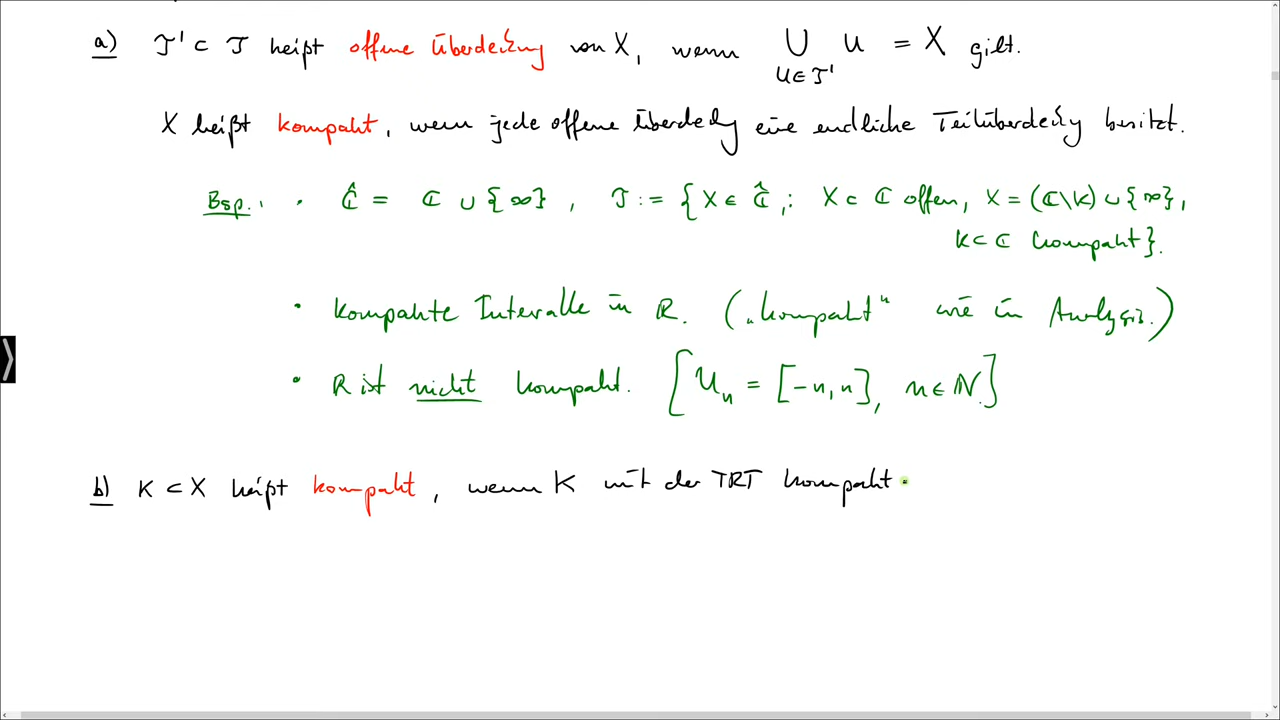 a) 𝒯' ⊂ 𝒯 heißt offene Überdeckung von X, wenn ⋃ U = X gilt.
U∈𝒯'
X heißt kompakt, wenn jede offene Überdeckung eine endliche Teilüberdeckung besitzt.
Bsp.: • Ĉ = ℂ ∪ {∞}, 𝒯 := {X ∈ Ĉ; : X ⊂ ℂ offen, X = (ℂ\K) ∪ {∞},
K ⊂ ℂ kompakt}.
• kompakte Intervalle in ℝ. („kompakt" wie in Analysis.)
• ℝ ist nicht kompakt. [U_n = [-n, n], n ∈ ℕ.]
b) K ⊂ X heißt kompakt, wenn K mit der TRT kompakt